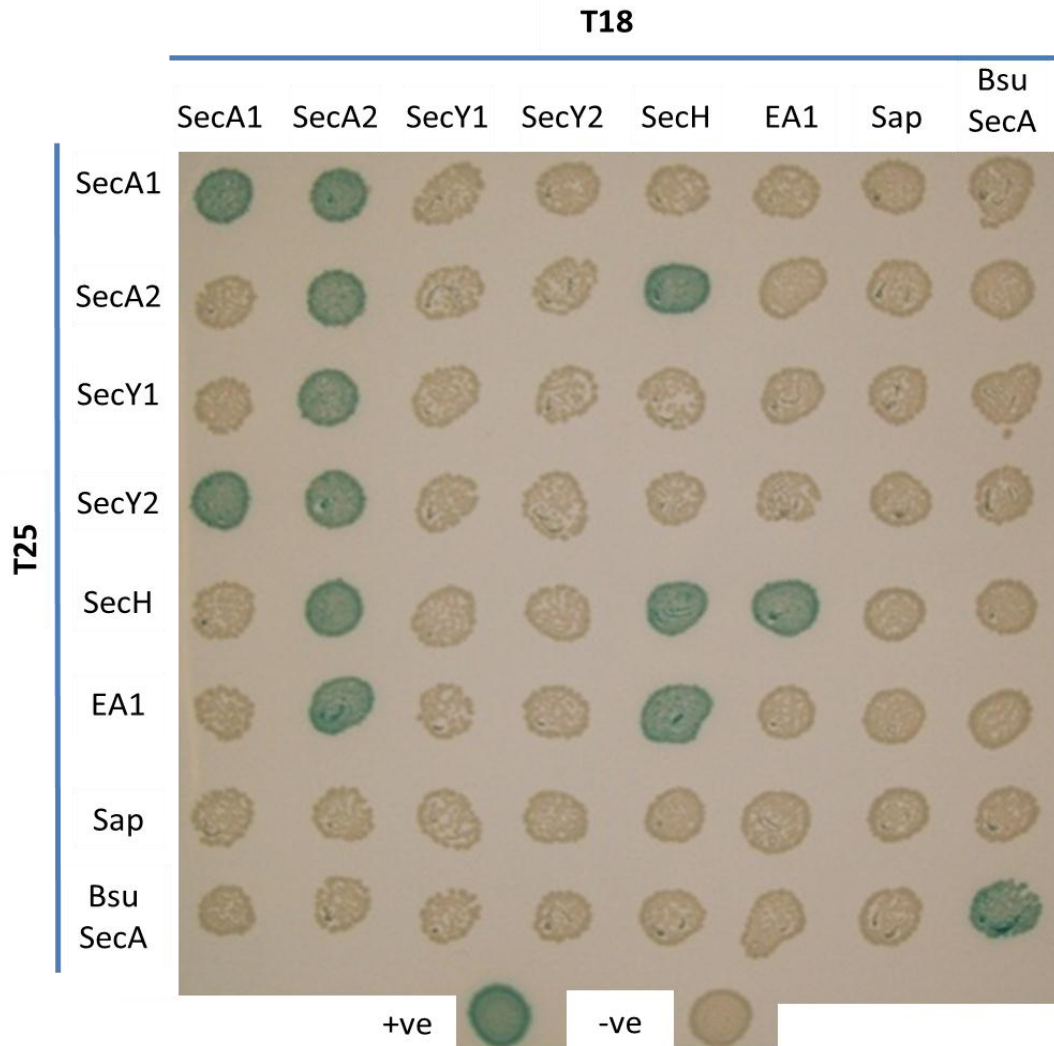 T18
SecA1 SecA2 SecY1 SecY2 SecH EA1 Sap Bsu SecA
T25
SecA1
SecA2
SecY1
SecY2
SecH
EA1
Sap
Bsu
SecA
+ve -ve